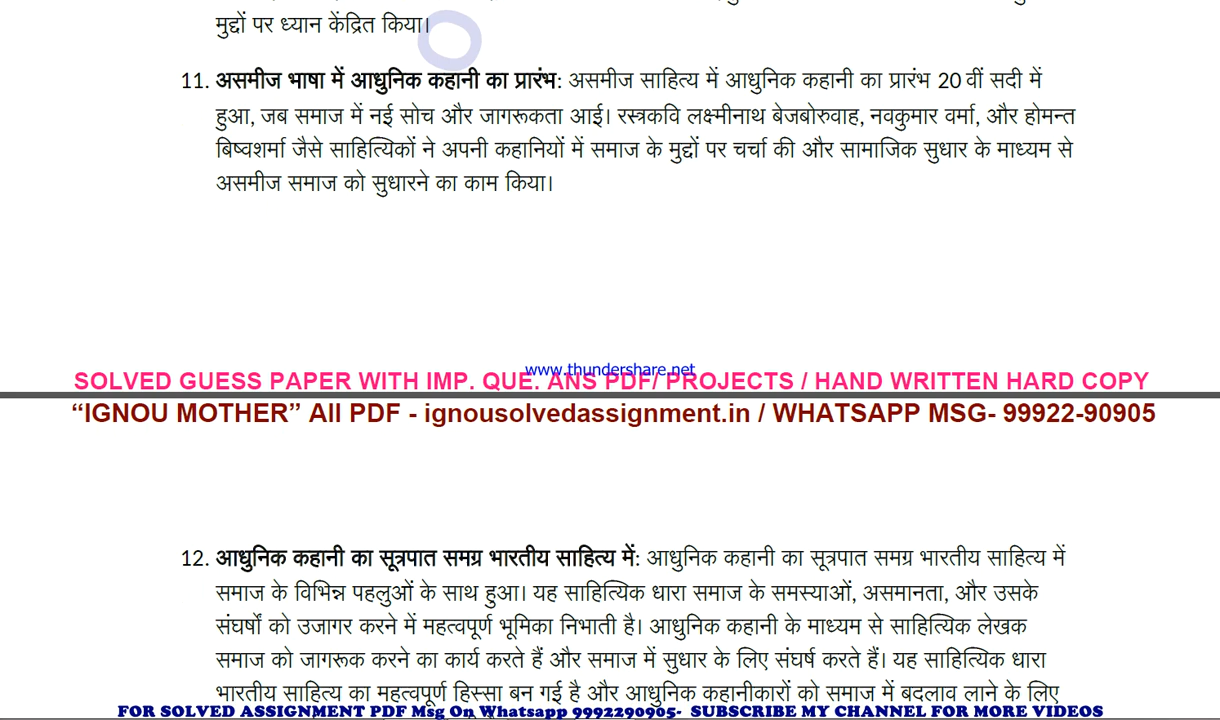 मुद्दों पर ध्यान केंद्रित किया।
11. असमीज भाषा में आधुनिक कहानी का प्रारंभ: असमीज साहित्य में आधुनिक कहानी का प्रारंभ 20 वीं सदी में
हुआ, जब समाज में नई सोच और जागरूकता आई। रस्त्रकवि लक्ष्मीनाथ बेजबोरुवाह, नवकुमार वर्मा, और होमन्त
बिष्वशर्मा जैसे साहित्यिकों ने अपनी कहानियों में समाज के मुद्दों पर चर्चा की और सामाजिक सुधार के माध्यम से
असमीज समाज को सुधारने का काम किया।
www.thundershare.net
SOLVED GUESS PAPER WITH IMP. QUE. ANS PDF/ PROJECTS / HAND WRITTEN HARD COPY
“IGNOU MOTHER” All PDF - ignousolvedassignment.in / WHATSAPP MSG- 99922-90905
12. आधुनिक कहानी का सूत्रपात समग्र भारतीय साहित्य में: आधुनिक कहानी का सूत्रपात समग्र भारतीय साहित्य में
समाज के विभिन्न पहलुओं के साथ हुआ। यह साहित्यिक धारा समाज के समस्याओं, असमानता, और उसके
संघर्षों को उजागर करने में महत्वपूर्ण भूमिका निभाती है। आधुनिक कहानी के माध्यम से साहित्यिक लेखक
समाज को जागरूक करने का कार्य करते हैं और समाज में सुधार के लिए संघर्ष करते हैं। यह साहित्यिक धारा
भारतीय साहित्य का महत्वपूर्ण हिस्सा बन गई है और आधुनिक कहानीकारों को समाज में बदलाव लाने के लिए
FOR SOLVED ASSIGNMENT PDF Msg On Whatsapp 9992290905- SUBSCRIBE MY CHANNEL FOR MORE VIDEOS